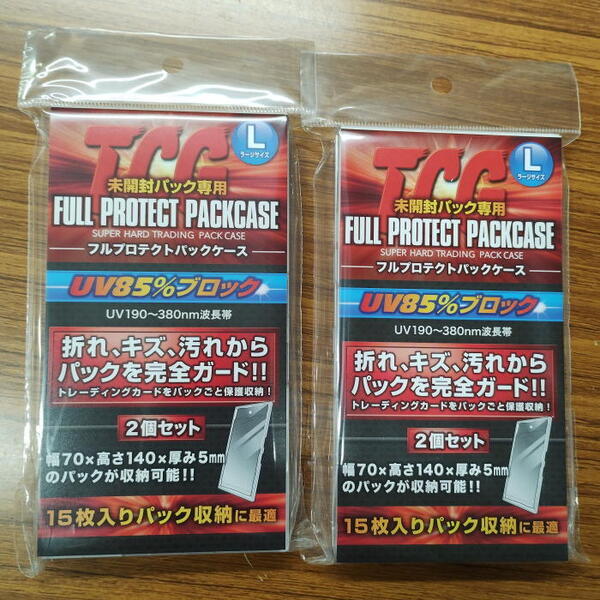 TCG
L
ラージサイズ
未開封パック専用
FULL PROTECT PACKCASE
SUPER HARD TRADING PACK CASE
フルプロテクトパックケース
UV85%ブロック
UV190〜380nm波長帯
折れ、キズ、汚れから
パックを完全ガード!!
トレーディングカードをパックごと保護収納!
2個セット
幅70×高さ140×厚み5mm
のパックが収納可能!!
15枚入りパック収納に最適
TCG
L
ラージサイズ
未開封パック専用
FULL PROTECT PACKCASE
SUPER HARD TRADING PACK CASE
フルプロテクトパックケース
UV85%ブロック
UV190〜380nm波長帯
折れ、キズ、汚れから
パックを完全ガード!!
トレーディングカードをパックごと保護収納!
2個セット
幅70×高さ140×厚み5mm
のパックが収納可能!!
15枚入りパック収納に最適